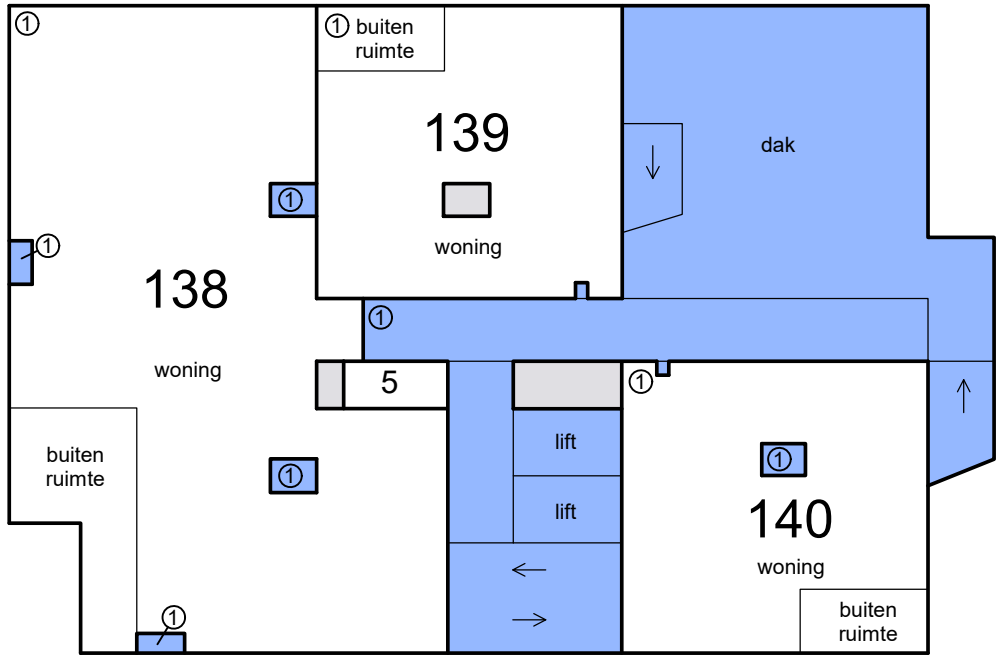 ①
① buiten
ruimte
139
dak
①
woning
①
138
①
woning
5
①
buiten
ruimte
lift
①
①
lift
140
woning
①
buiten
ruimte